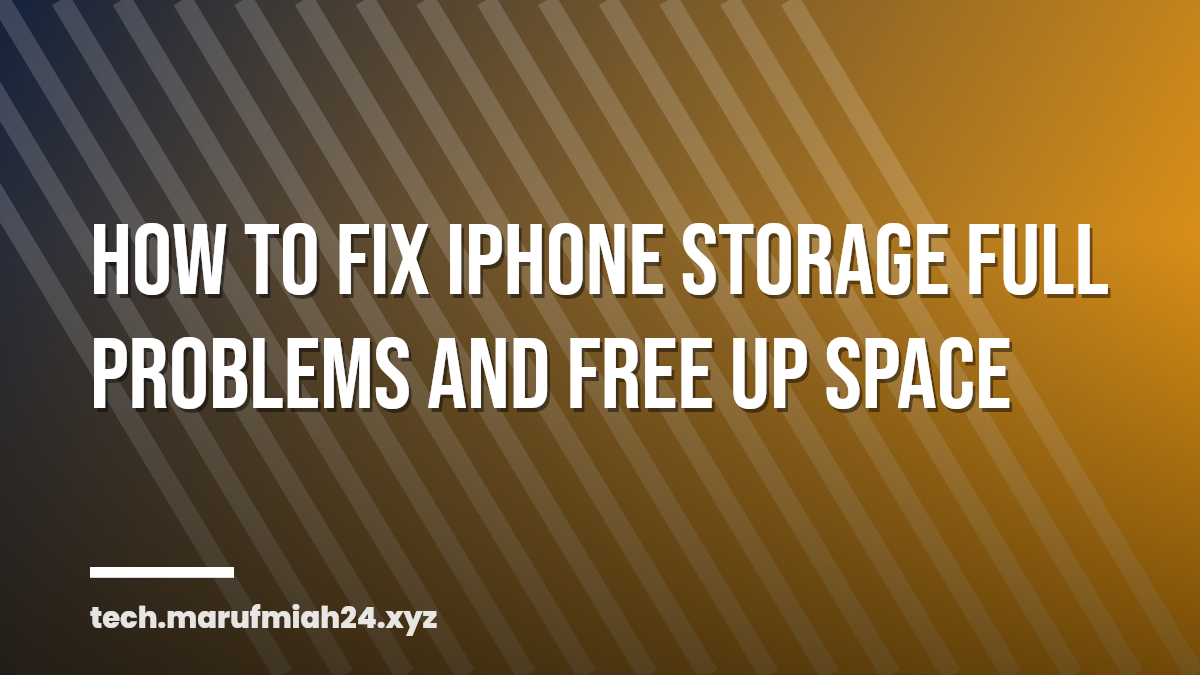 HOW TO FIX IPHONE STORAGE FULL
PROBLEMS AND FREE UP SPACE
tech.marufmiah24.xyz